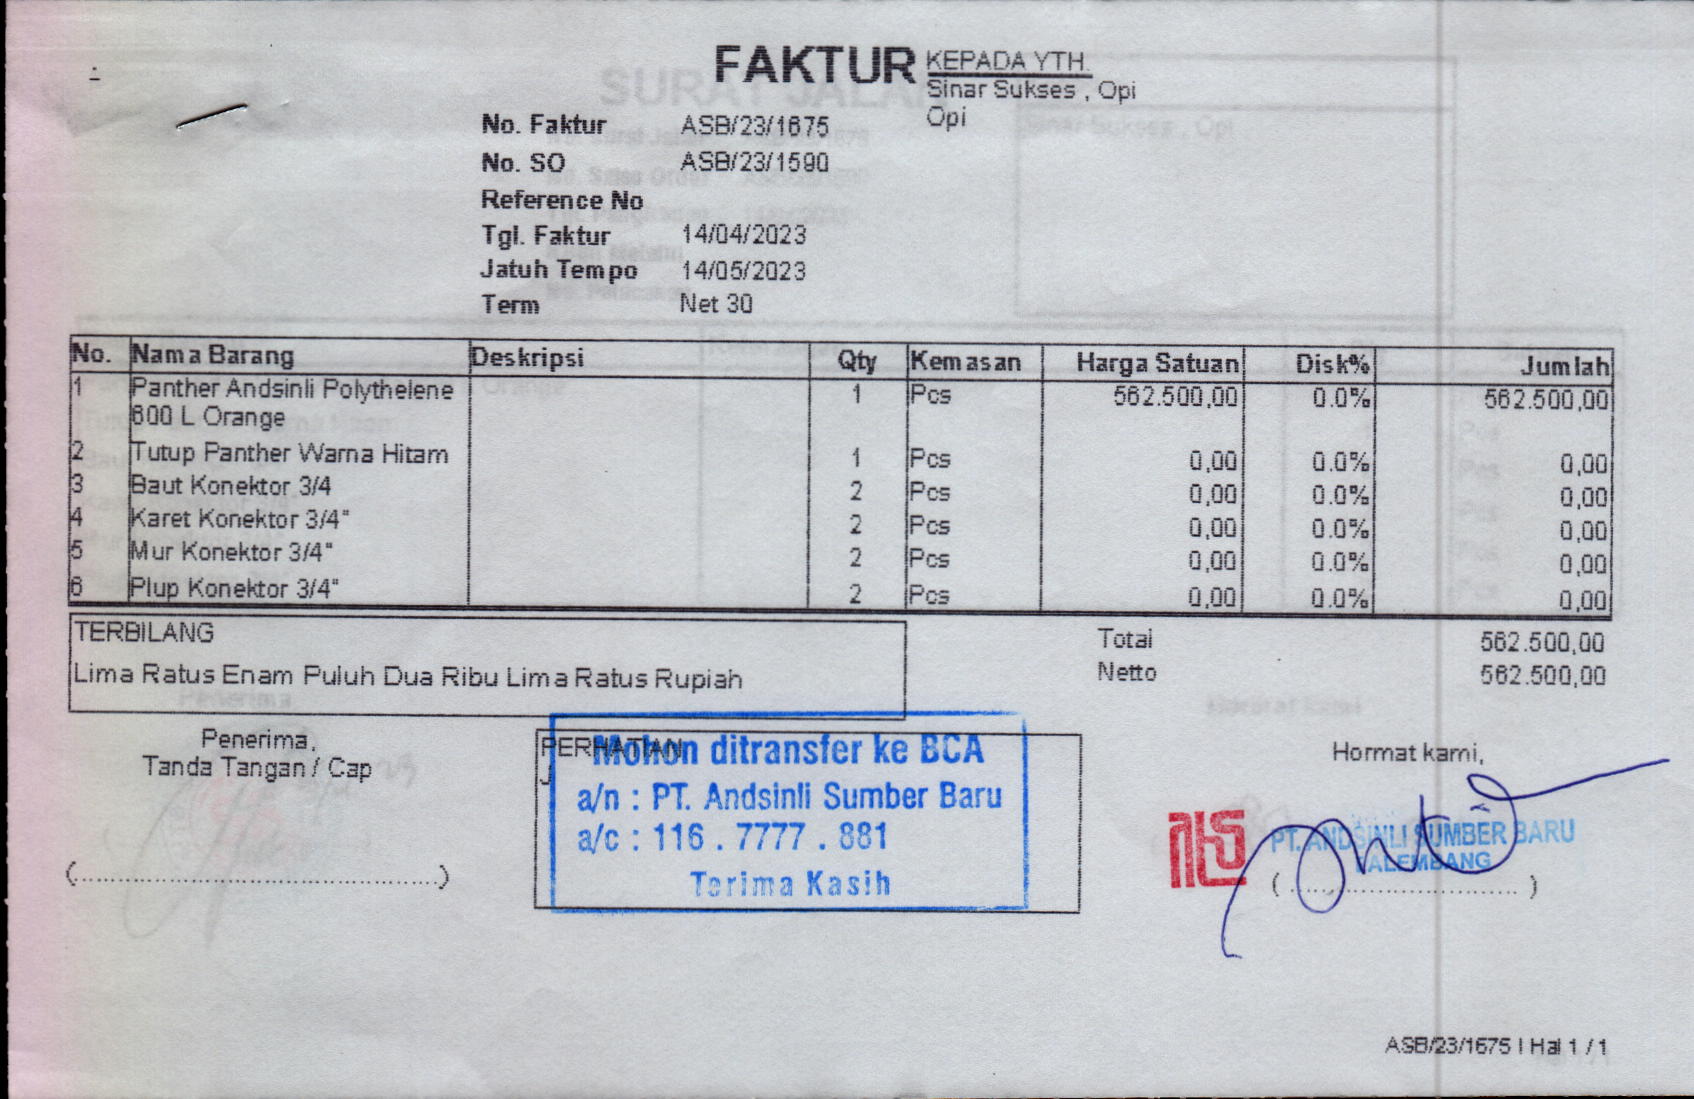 FAKTUR
KEPADA YTH.
Sinar Sukses , Opi
Opi
No. Faktur ASB/23/1675
No. SO ASB/23/1590
Reference No
Tgl. Faktur 14/04/2023
Jatuh Tempo 14/05/2023
Term Net 30
No. Nama Barang Deskripsi Qty Kemasan Harga Satuan Disk% Jumlah
1 Panther Andsinli Polythelene 1 Pcs 562.500,00 0.0% 562.500,00
600 L Orange
2 Tutup Panther Warna Hitam 1 Pcs 0,00 0.0% 0,00
3 Baut Konektor 3/4 2 Pcs 0,00 0.0% 0,00
4 Karet Konektor 3/4" 2 Pcs 0,00 0.0% 0,00
5 Mur Konektor 3/4" 2 Pcs 0,00 0.0% 0,00
6 Plup Konektor 3/4" 2 Pcs 0,00 0.0% 0,00
TERBILANG
Lima Ratus Enam Puluh Dua Ribu Lima Ratus Rupiah
Total 562.500,00
Netto 562.500,00
Penerima,
Tanda Tangan / Cap
(........................................)
PERHATIAN
Mohon ditransfer ke BCA
a/n : PT. Andsinli Sumber Baru
a/c : 116 . 7777 . 881
Terima Kasih
Hormat kami,
PT. ANDSINLI SUMBER BARU
PALEMBANG
(........................................)
ASB/23/1675 | Hal 1 / 1